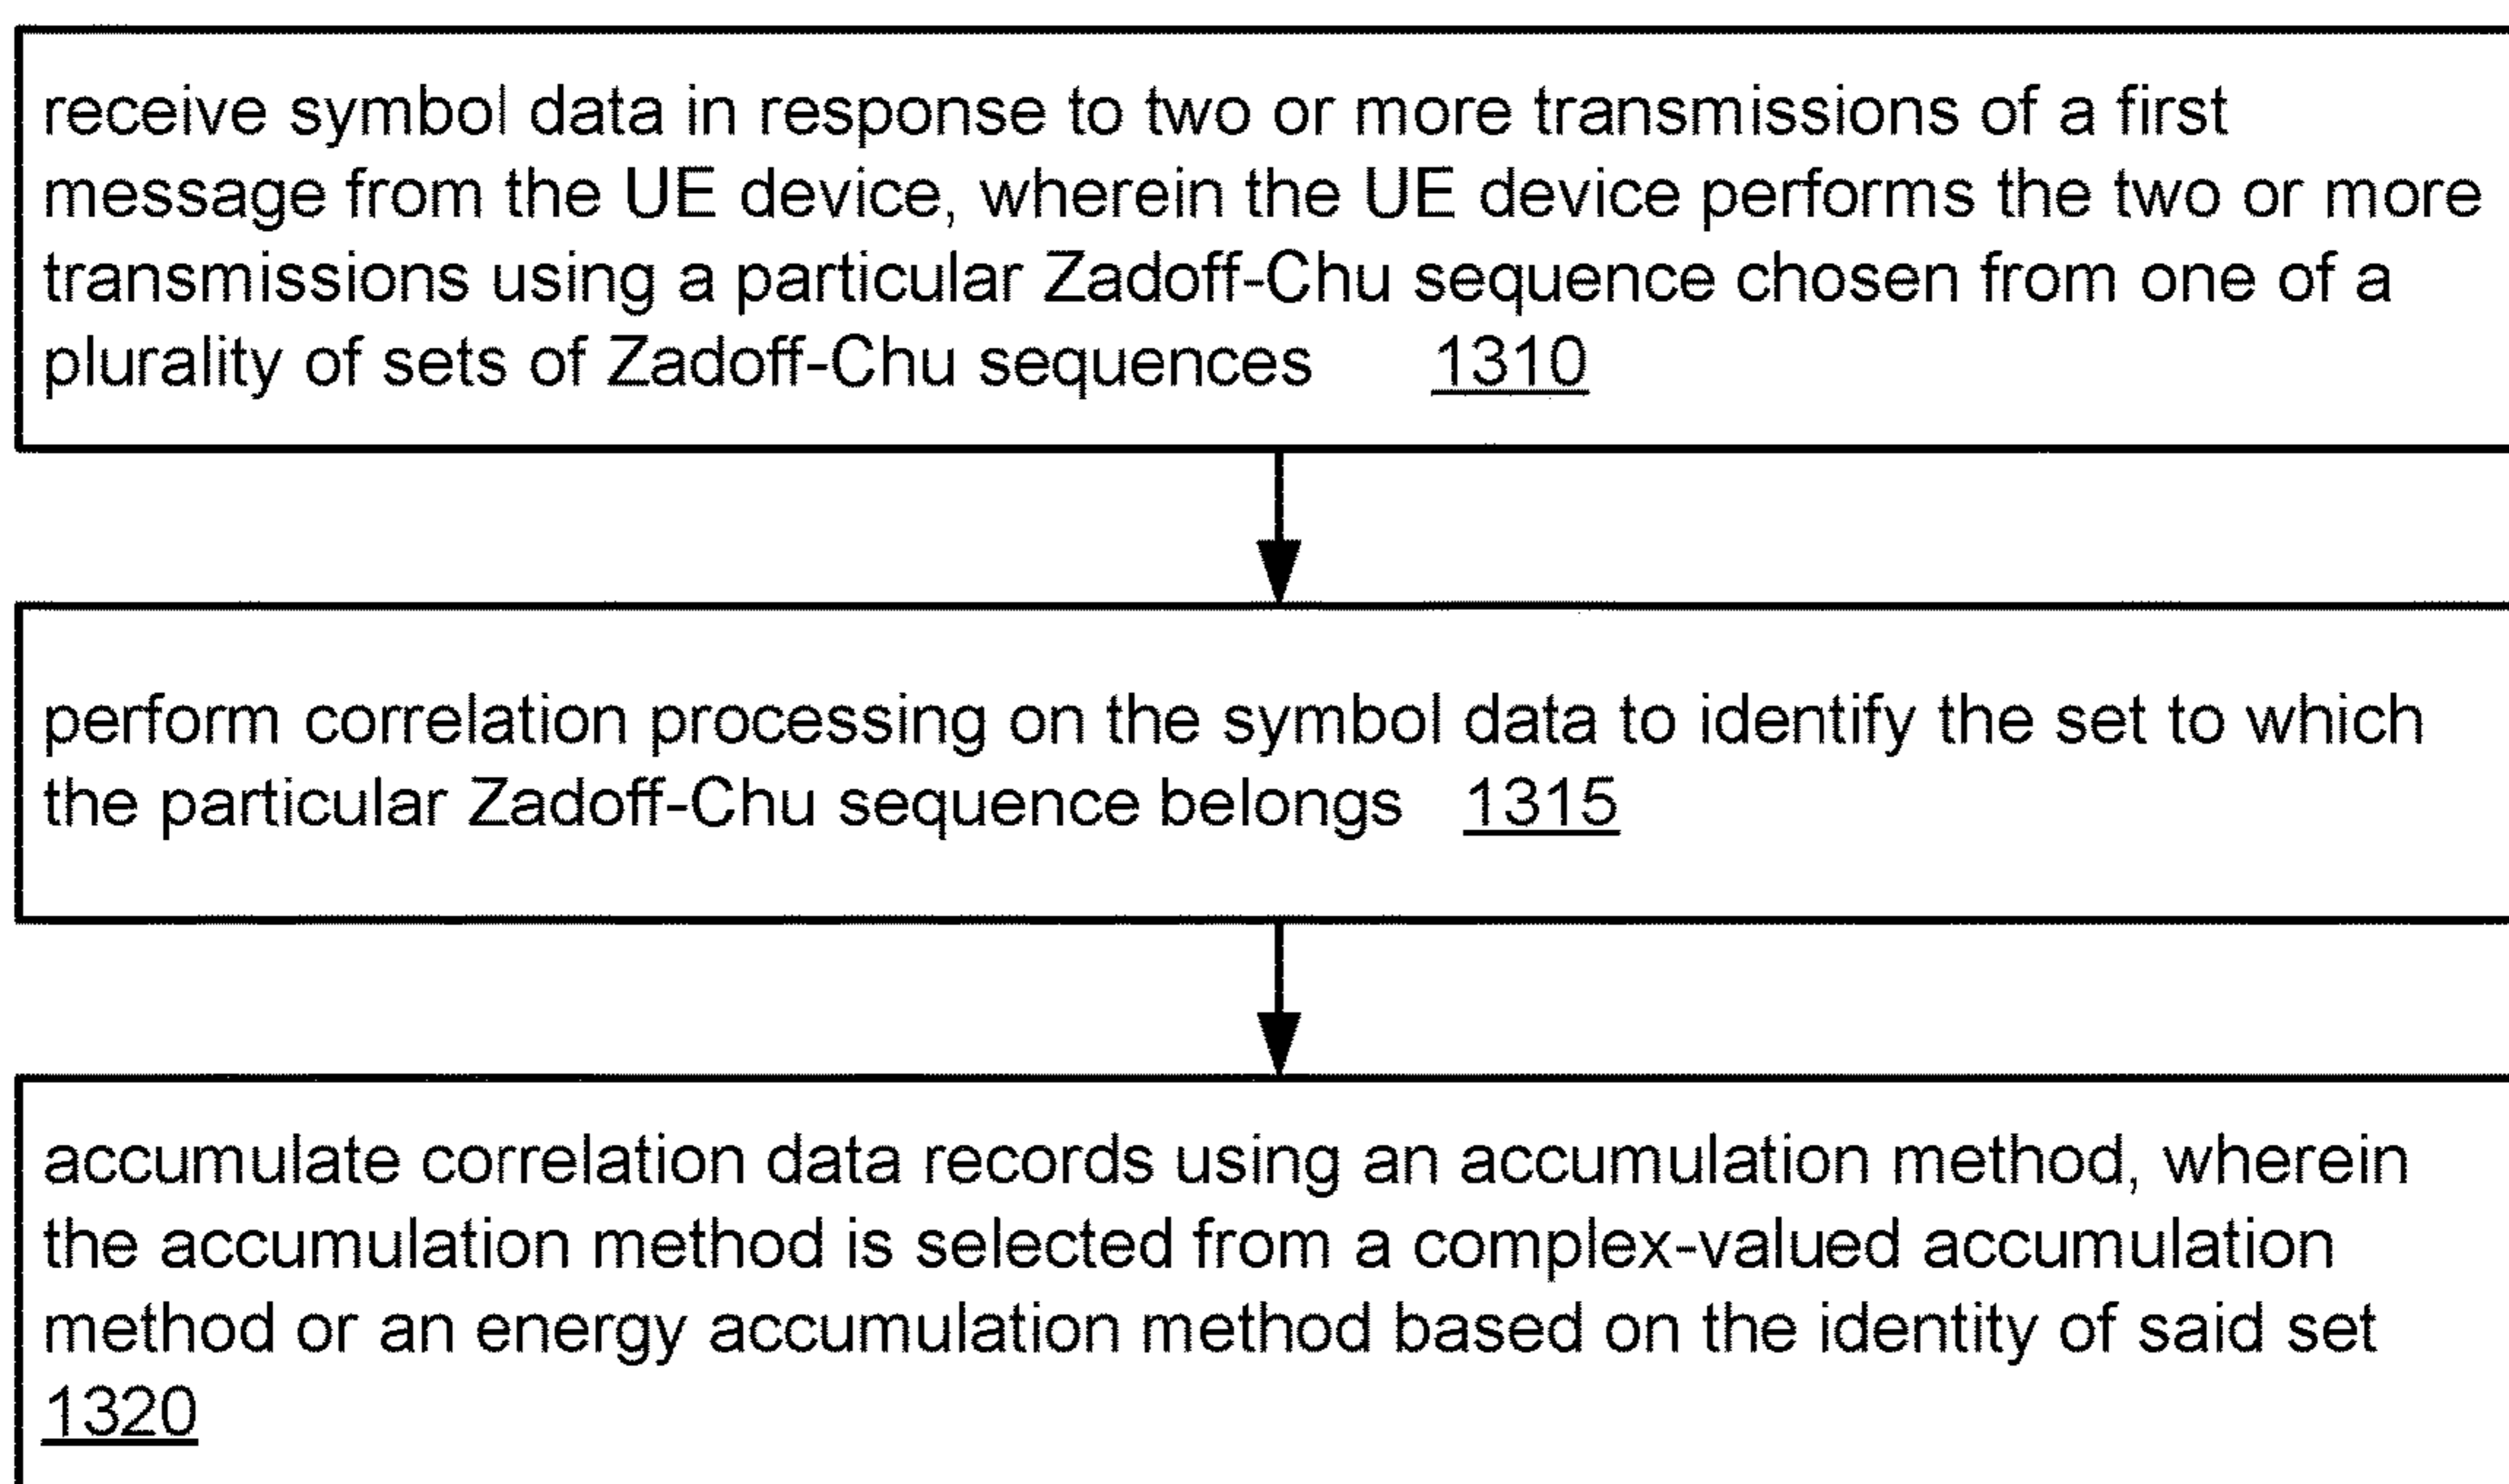 receive symbol data in response to two or more transmissions of a first
message from the UE device, wherein the UE device performs the two or more
transmissions using a particular Zadoff-Chu sequence chosen from one of a
plurality of sets of Zadoff-Chu sequences 1310
perform correlation processing on the symbol data to identify the set to which
the particular Zadoff-Chu sequence belongs 1315
accumulate correlation data records using an accumulation method, wherein
the accumulation method is selected from a complex-valued accumulation
method or an energy accumulation method based on the identity of said set
1320